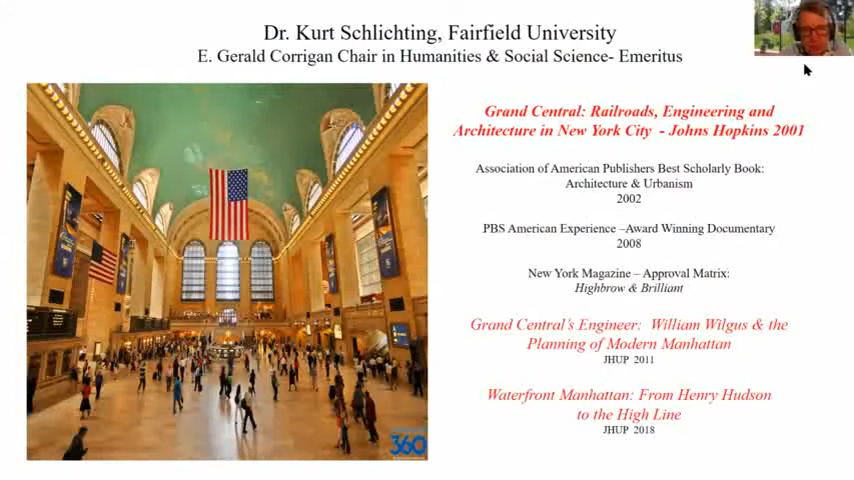 Dr. Kurt Schlichting, Fairfield University
E. Gerald Corrigan Chair in Humanities & Social Science- Emeritus
Grand Central: Railroads, Engineering and
Architecture in New York City - Johns Hopkins 2001
Association of American Publishers Best Scholarly Book:
Architecture & Urbanism
2002
PBS American Experience –Award Winning Documentary
2008
New York Magazine – Approval Matrix:
Highbrow & Brilliant
Grand Central's Engineer: William Wilgus & the
Planning of Modern Manhattan
JHUP 2011
Waterfront Manhattan: From Henry Hudson
to the High Line
JHUP 2018
360